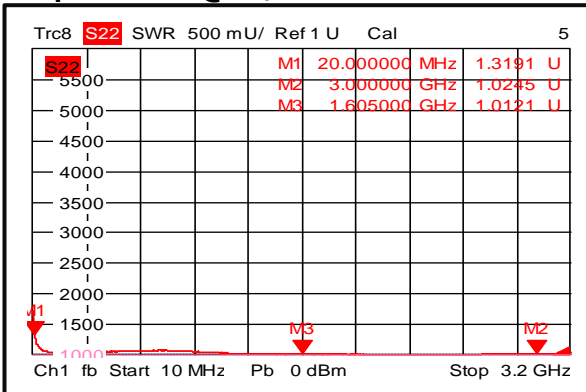 Trc8 S22 SWR 500 mU/ Ref 1 U Cal 5
S22
M1 20.000000 MHz 1.3191 U
M2 3.000000 GHz 1.0245 U
M3 1.605000 GHz 1.0121 U
5500
5000
4500
4000
3500
3000
2500
2000
M1
1500
M3 M2
1000
Ch1 fb Start 10 MHz Pb 0 dBm Stop 3.2 GHz